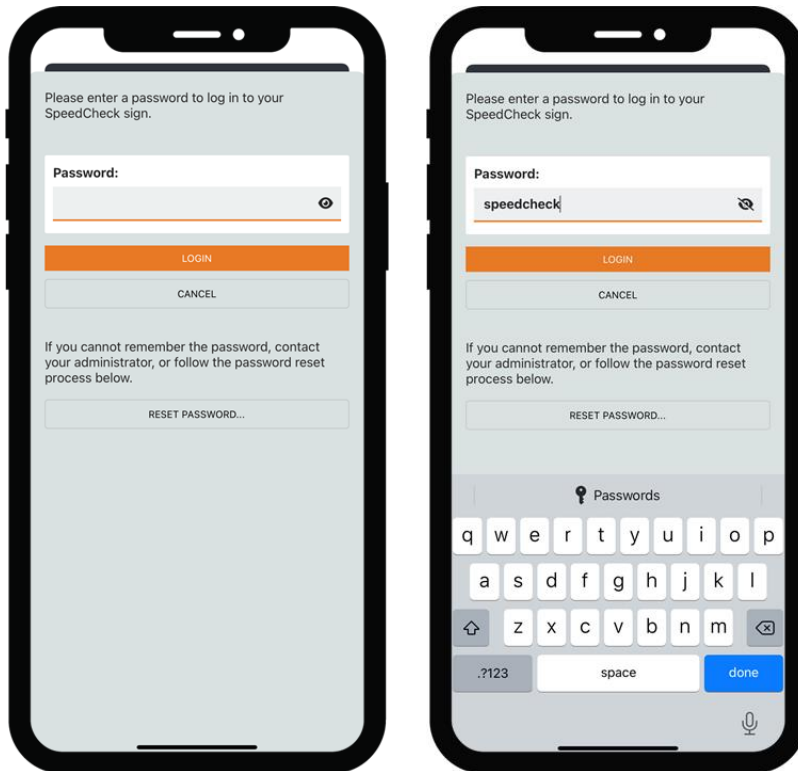 Please enter a password to log in to your
SpeedCheck sign.
Password:
LOGIN
CANCEL
If you cannot remember the password, contact
your administrator, or follow the password reset
process below.
RESET PASSWORD...
Please enter a password to log in to your
SpeedCheck sign.
Password:
speedcheck
LOGIN
CANCEL
If you cannot remember the password, contact
your administrator, or follow the password reset
process below.
RESET PASSWORD...
Passwords
q w e r t y u i o p
a s d f g h j k l
z x c v b n m
.?123 space done